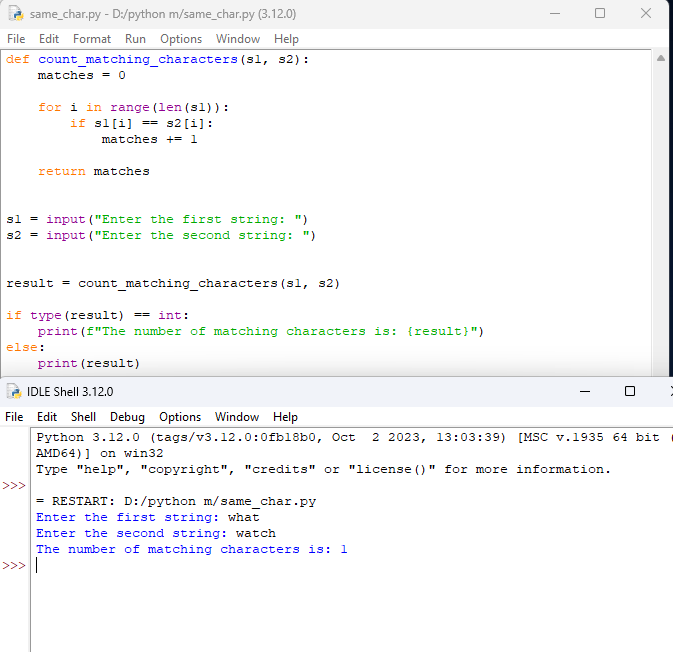 same_char.py - D:/python m/same_char.py (3.12.0)
File Edit Format Run Options Window Help
def count_matching_characters(s1, s2):
    matches = 0

    for i in range(len(s1)):
        if s1[i] == s2[i]:
            matches += 1

    return matches


s1 = input("Enter the first string: ")
s2 = input("Enter the second string: ")


result = count_matching_characters(s1, s2)

if type(result) == int:
    print(f"The number of matching characters is: {result}")
else:
    print(result)
IDLE Shell 3.12.0
File Edit Shell Debug Options Window Help
Python 3.12.0 (tags/v3.12.0:0fb18b0, Oct  2 2023, 13:03:39) [MSC v.1935 64 bit (
AMD64)] on win32
Type "help", "copyright", "credits" or "license()" for more information.
>>>
= RESTART: D:/python m/same_char.py
Enter the first string: what
Enter the second string: watch
The number of matching characters is: 1
>>>